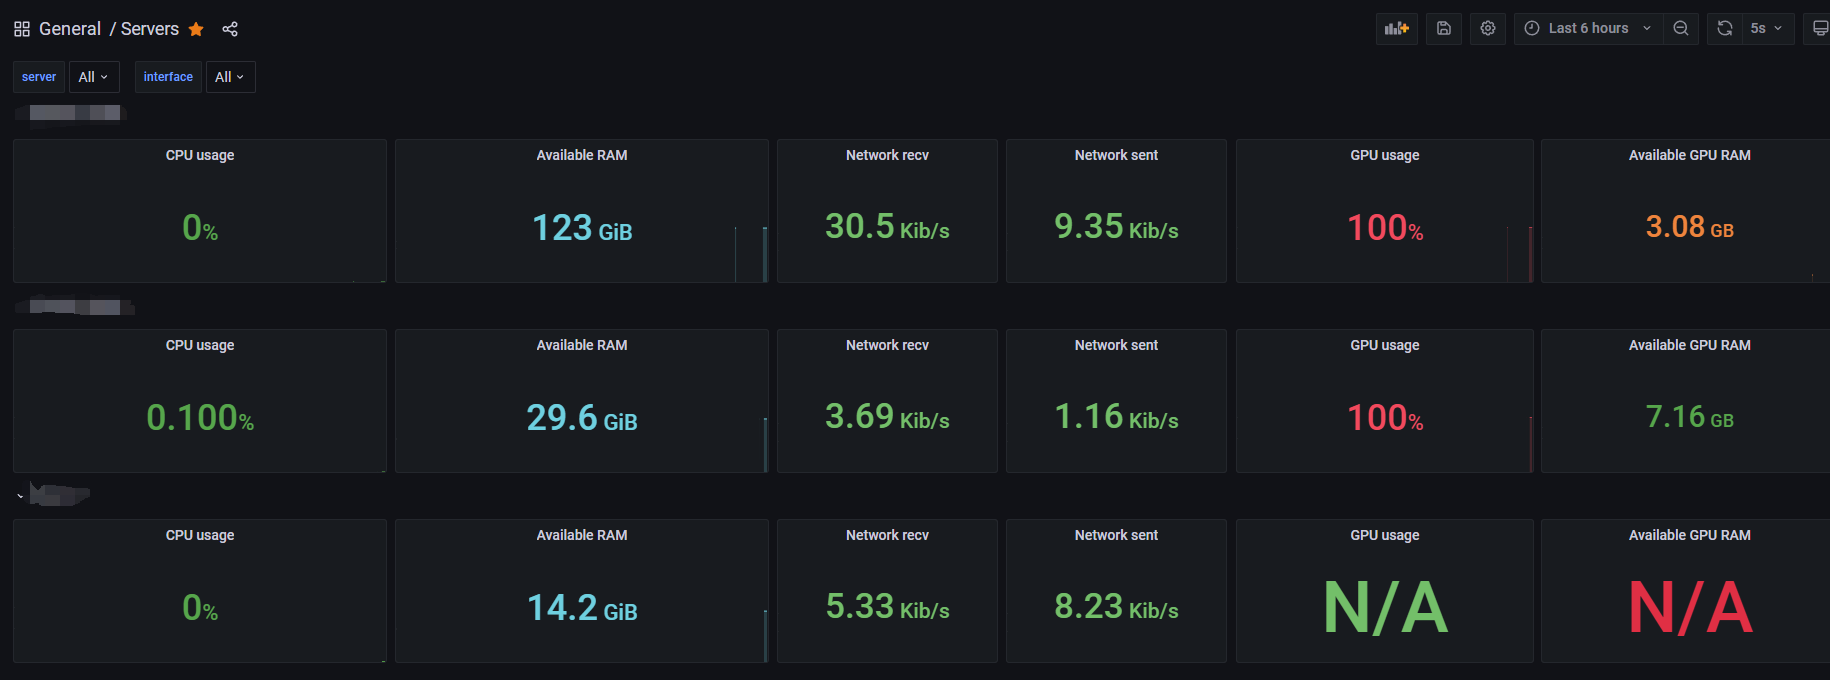 General / Servers
Last 6 hours
5s
server All interface All
CPU usage Available RAM Network recv Network sent GPU usage Available GPU RAM
0% 123 GiB 30.5 Kib/s 9.35 Kib/s 100% 3.08 GB
CPU usage Available RAM Network recv Network sent GPU usage Available GPU RAM
0.100% 29.6 GiB 3.69 Kib/s 1.16 Kib/s 100% 7.16 GB
CPU usage Available RAM Network recv Network sent GPU usage Available GPU RAM
0% 14.2 GiB 5.33 Kib/s 8.23 Kib/s N/A N/A